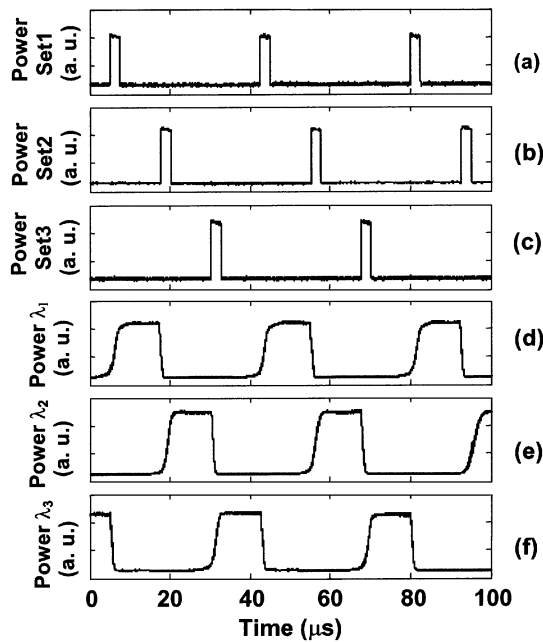 Power
Set1
(a. u.)
(a)
Power
Set2
(a. u.)
(b)
Power
Set3
(a. u.)
(c)
Power λ1
(a. u.)
(d)
Power λ2
(a. u.)
(e)
Power λ3
(a. u.)
(f)
0 20 40 60 80 100
Time (μs)